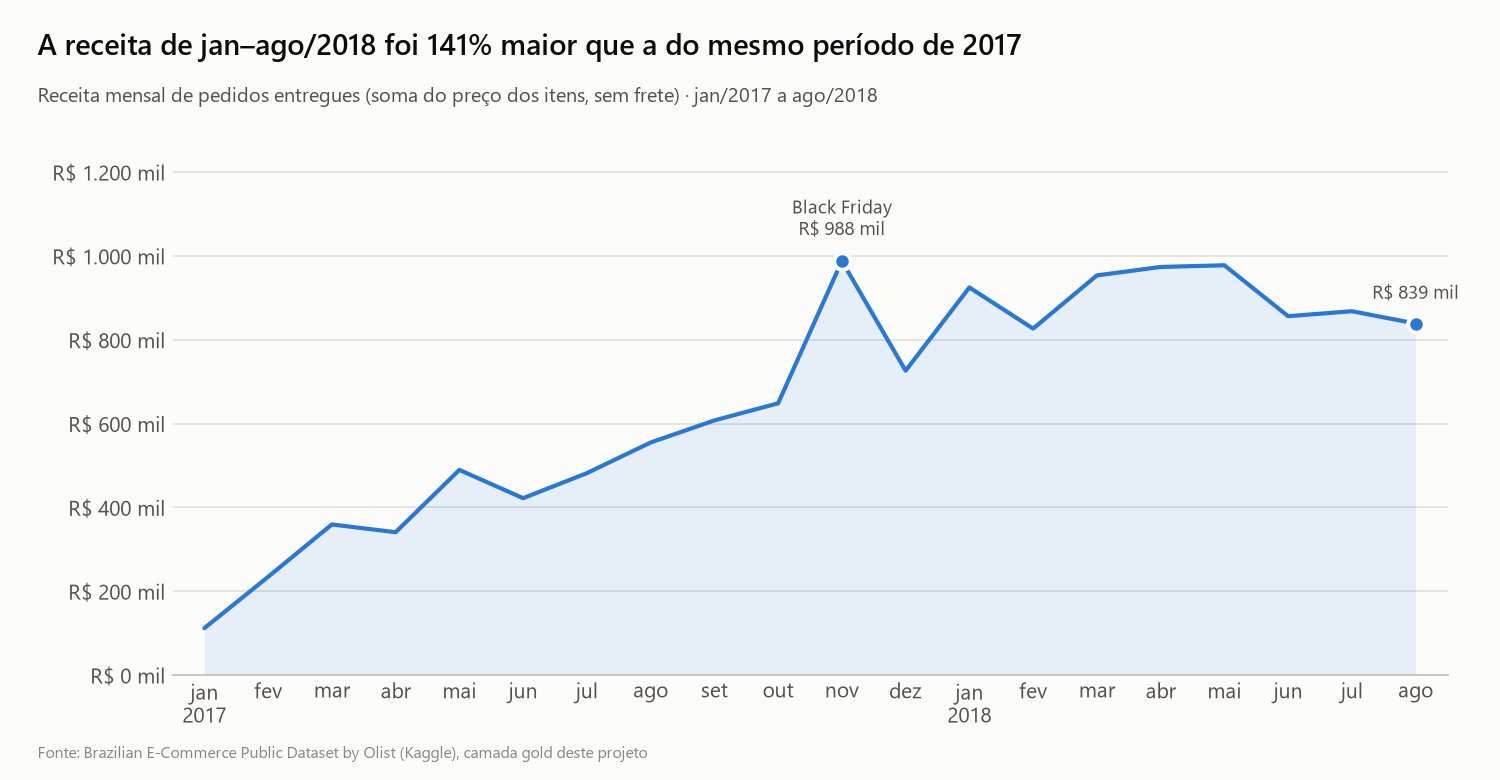 A receita de jan–ago/2018 foi 141% maior que a do mesmo período de 2017
Receita mensal de pedidos entregues (soma do preço dos itens, sem frete) · jan/2017 a ago/2018
R$ 1.200 mil
R$ 1.000 mil
R$ 800 mil
R$ 600 mil
R$ 400 mil
R$ 200 mil
R$ 0 mil
Black Friday
R$ 988 mil
R$ 839 mil
jan fev mar abr mai jun jul ago set out nov dez jan fev mar abr mai jun jul ago
2017 2018
Fonte: Brazilian E-Commerce Public Dataset by Olist (Kaggle), camada gold deste projeto